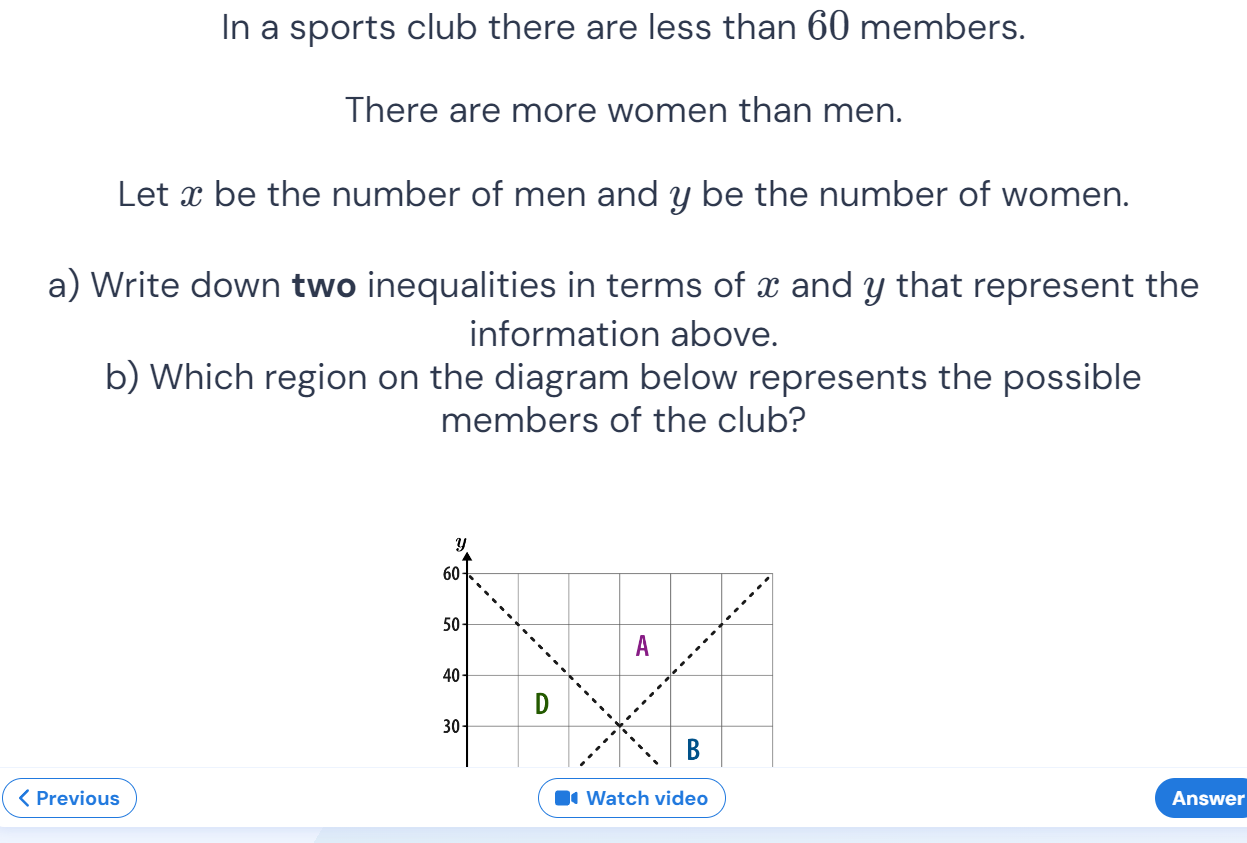 In a sports club there are less than 60 members.
There are more women than men.
Let x be the number of men and y be the number of women.
a) Write down two inequalities in terms of x and y that represent the
information above.
b) Which region on the diagram below represents the possible
members of the club?
y
60
50
A
40
D
30
B
Previous
Watch video
Answer